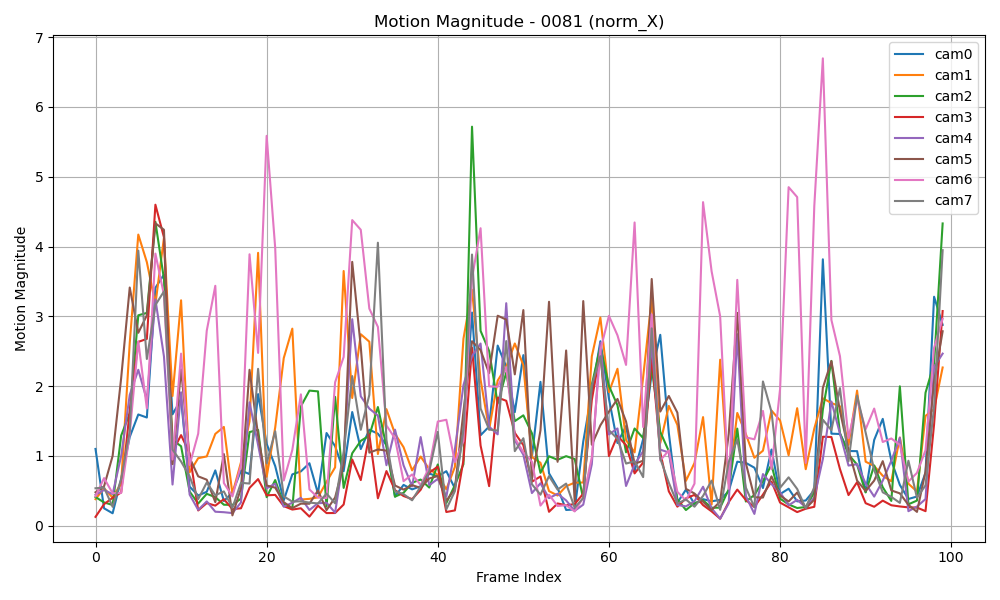 Motion Magnitude - 0081 (norm_X)
7
6
5
4
3
2
1
0
Motion Magnitude
0
20
40
60
80
100
Frame Index
cam0
cam1
cam2
cam3
cam4
cam5
cam6
cam7